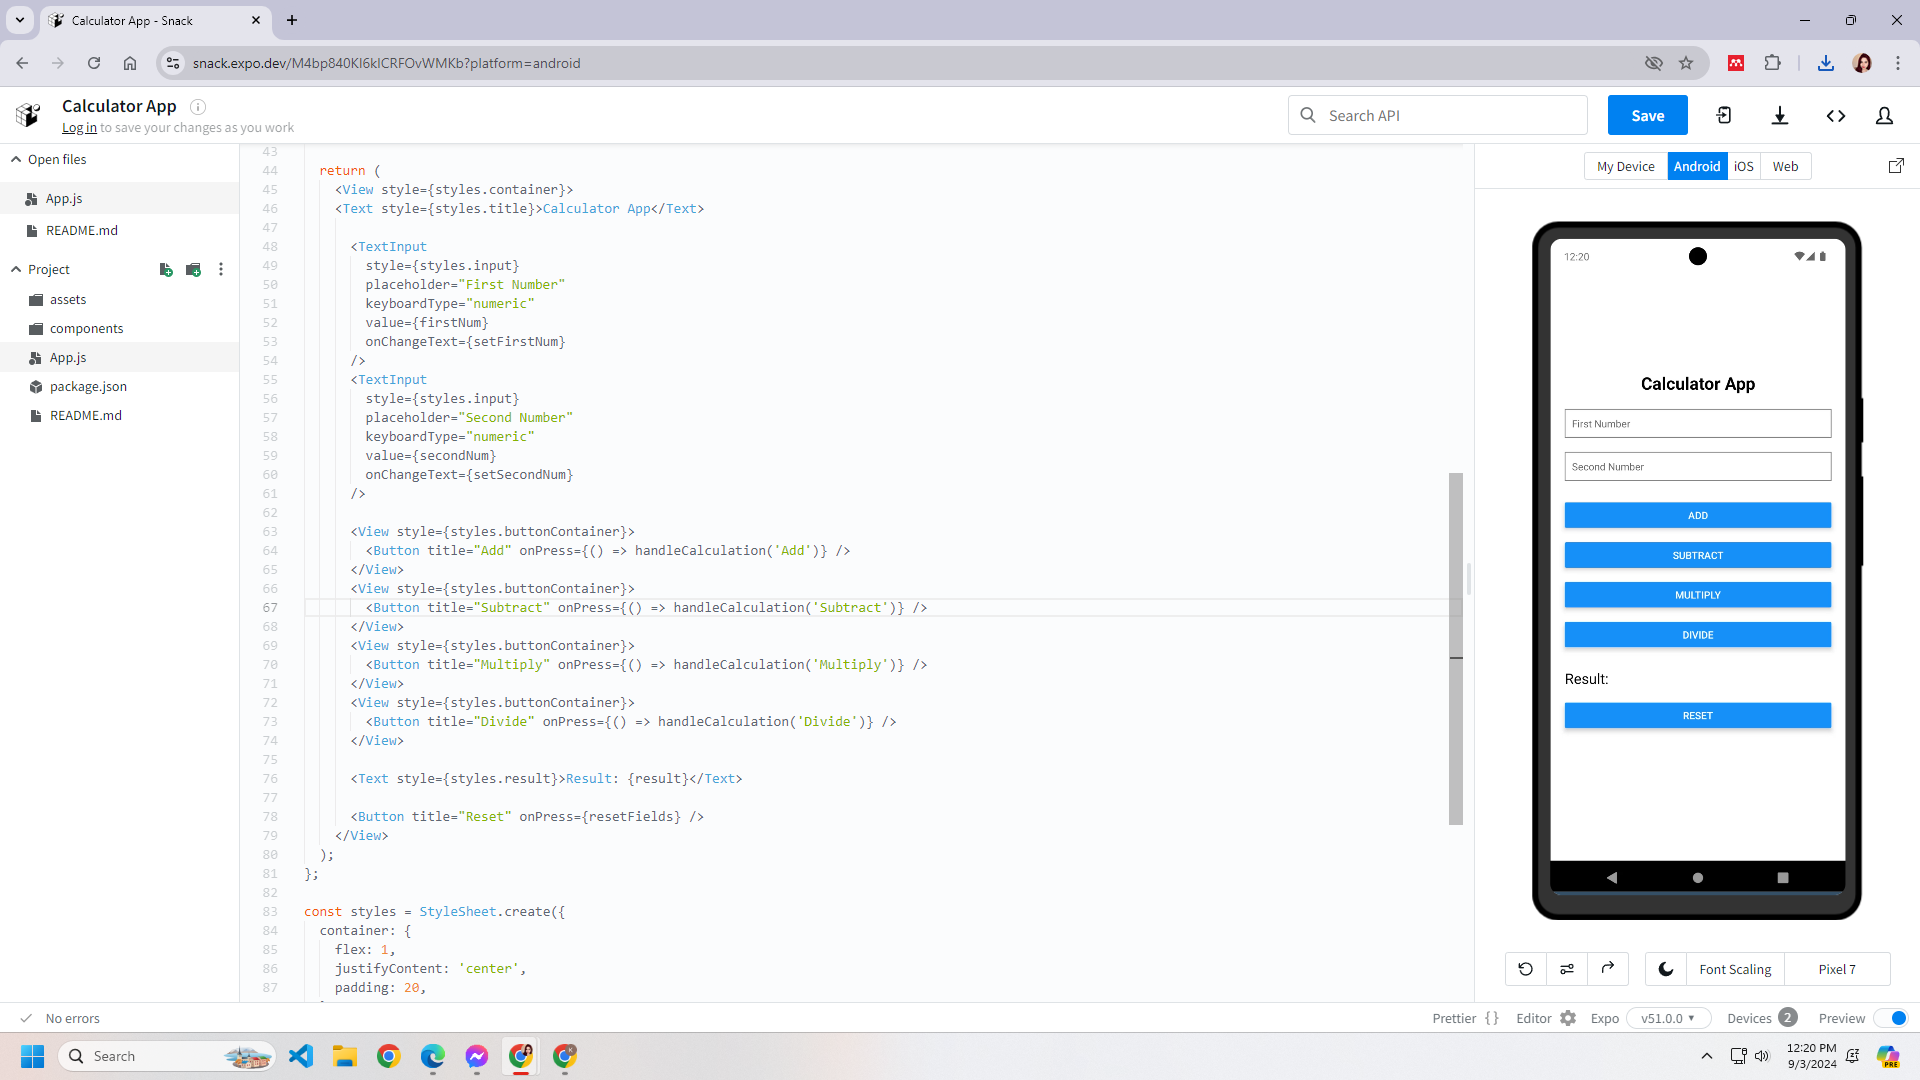 Calculator App - Snack
snack.expo.dev/M4bp840Kl6kICRFOvWMKb?platform=android
Calculator App
Log in to save your changes as you work
Search API
Save
Open files
App.js
README.md
Project
assets
components
App.js
package.json
README.md
43
44 return (
45 <View style={styles.container}>
46 <Text style={styles.title}>Calculator App</Text>
47
48 <TextInput
49 style={styles.input}
50 placeholder="First Number"
51 keyboardType="numeric"
52 value={firstNum}
53 onChangeText={setFirstNum}
54 />
55 <TextInput
56 style={styles.input}
57 placeholder="Second Number"
58 keyboardType="numeric"
59 value={secondNum}
60 onChangeText={setSecondNum}
61 />
62
63 <View style={styles.buttonContainer}>
64 <Button title="Add" onPress={() => handleCalculation('Add')} />
65 </View>
66 <View style={styles.buttonContainer}>
67 <Button title="Subtract" onPress={() => handleCalculation('Subtract')} />
68 </View>
69 <View style={styles.buttonContainer}>
70 <Button title="Multiply" onPress={() => handleCalculation('Multiply')} />
71 </View>
72 <View style={styles.buttonContainer}>
73 <Button title="Divide" onPress={() => handleCalculation('Divide')} />
74 </View>
75
76 <Text style={styles.result}>Result: {result}</Text>
77
78 <Button title="Reset" onPress={resetFields} />
79 </View>
80 );
81 };
82
83 const styles = StyleSheet.create({
84 container: {
85 flex: 1,
86 justifyContent: 'center',
87 padding: 20,
My Device Android iOS Web
12:20
Calculator App
First Number
Second Number
ADD
SUBTRACT
MULTIPLY
DIVIDE
Result:
RESET
Font Scaling Pixel 7
No errors
Prettier {} Editor Expo v51.0.0 Devices 2 Preview
Search
12:20 PM
9/3/2024
PRE